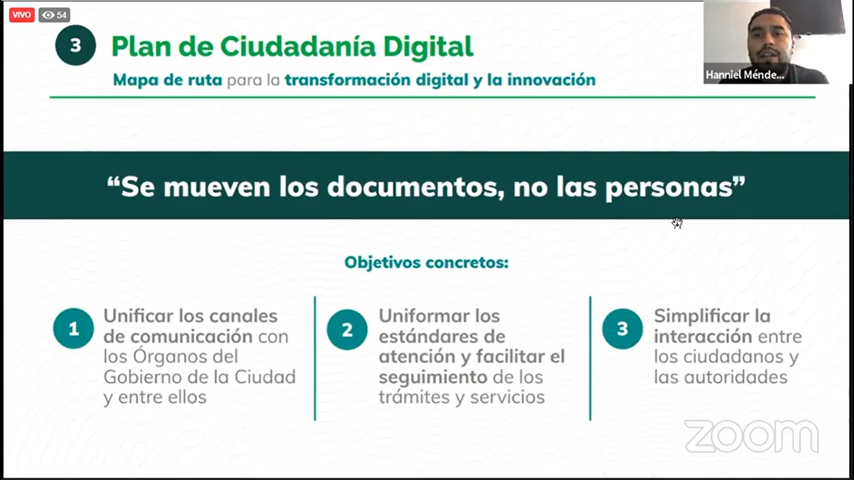 VIVO
54
3
Plan de Ciudadanía Digital
Mapa de ruta para la transformación digital y la innovación
Hanniel Ménde...
“Se mueven los documentos, no las personas”
Objetivos concretos:
1
Unificar los canales
de comunicación con
los Órganos del
Gobierno de la Ciudad
y entre ellos
2
Uniformar los
estándares de
atención y facilitar el
seguimiento de los
trámites y servicios
3
Simplificar la
interacción entre
los ciudadanos y
las autoridades
zoom